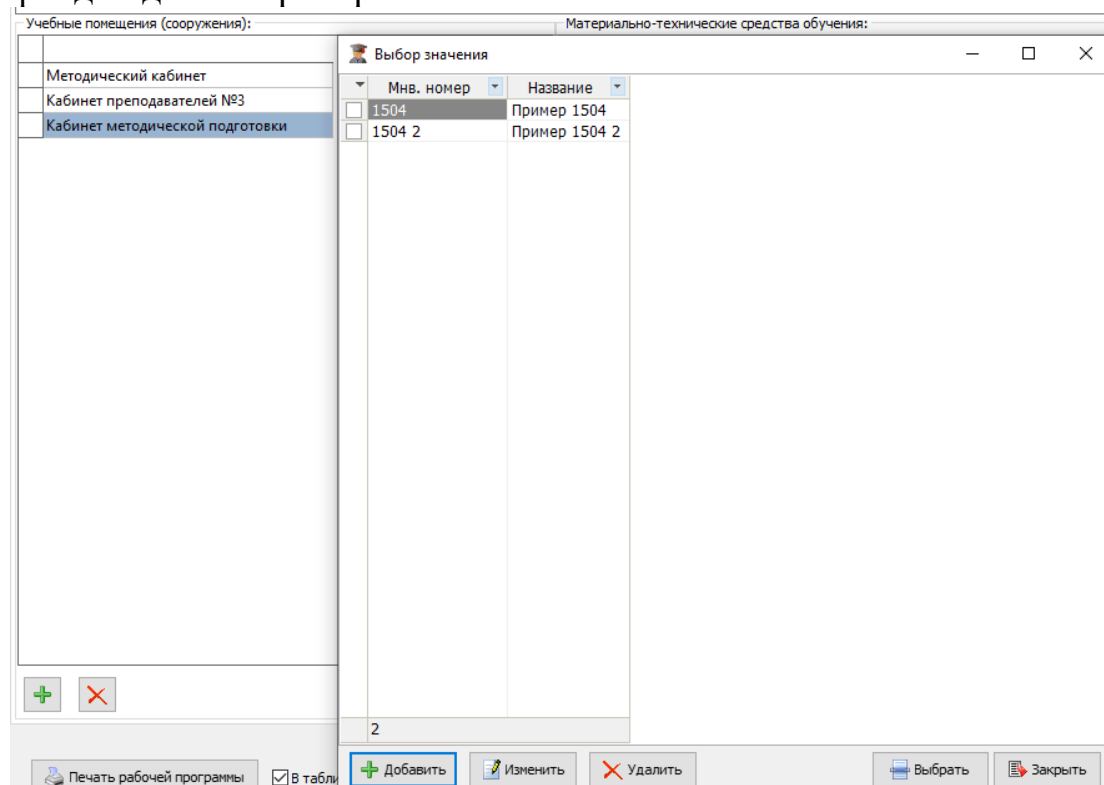 Учебные помещения (сооружения):
Материально-технические средства обучения:
Методический кабинет
Кабинет преподавателей №3
Кабинет методической подготовки
Выбор значения
Мнв. номер Название
1504 Пример 1504
1504 2 Пример 1504 2
2
Добавить Изменить Удалить Выбрать Закрыть
Печать рабочей программы В табли